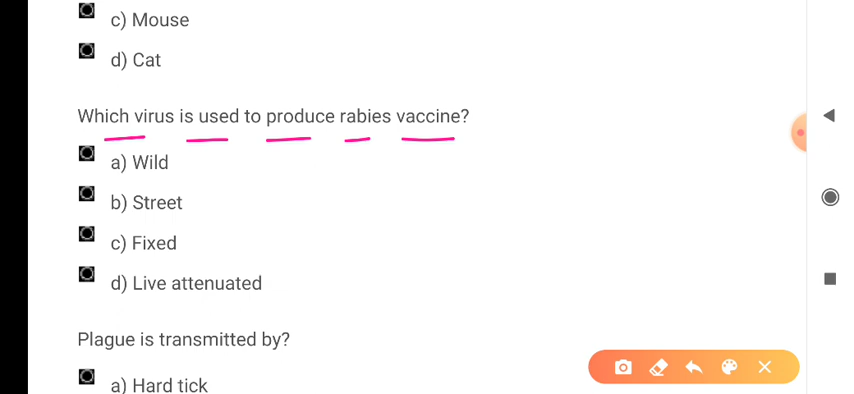 c) Mouse
d) Cat
Which virus is used to produce rabies vaccine?
a) Wild
b) Street
c) Fixed
d) Live attenuated
Plague is transmitted by?
a) Hard tick